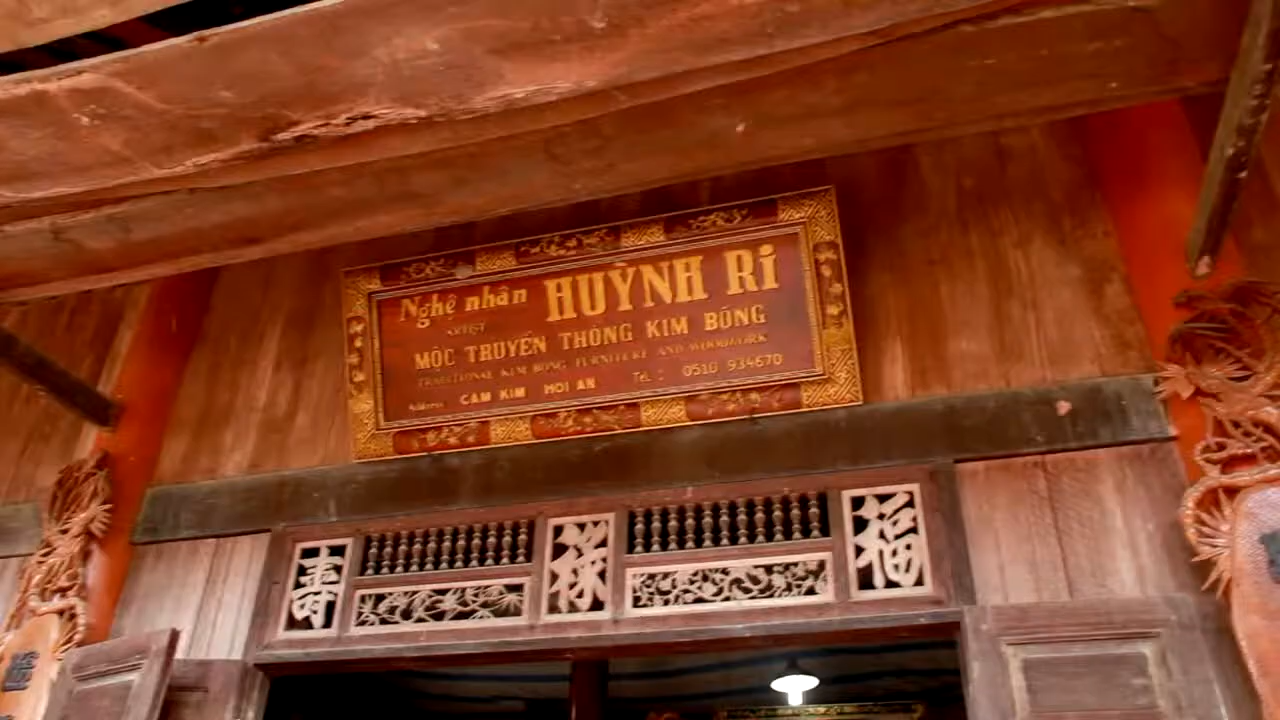 Nghệ nhân HUỲNH Ri
ARTIST
MỘC TRUYỀN THỐNG KIM BỒNG
TRADITIONAL KIM BONG FURNITURE AND WOODWORK
Address: CAM KIM HOI AN Tel : 0510 934670
壽 祿 福